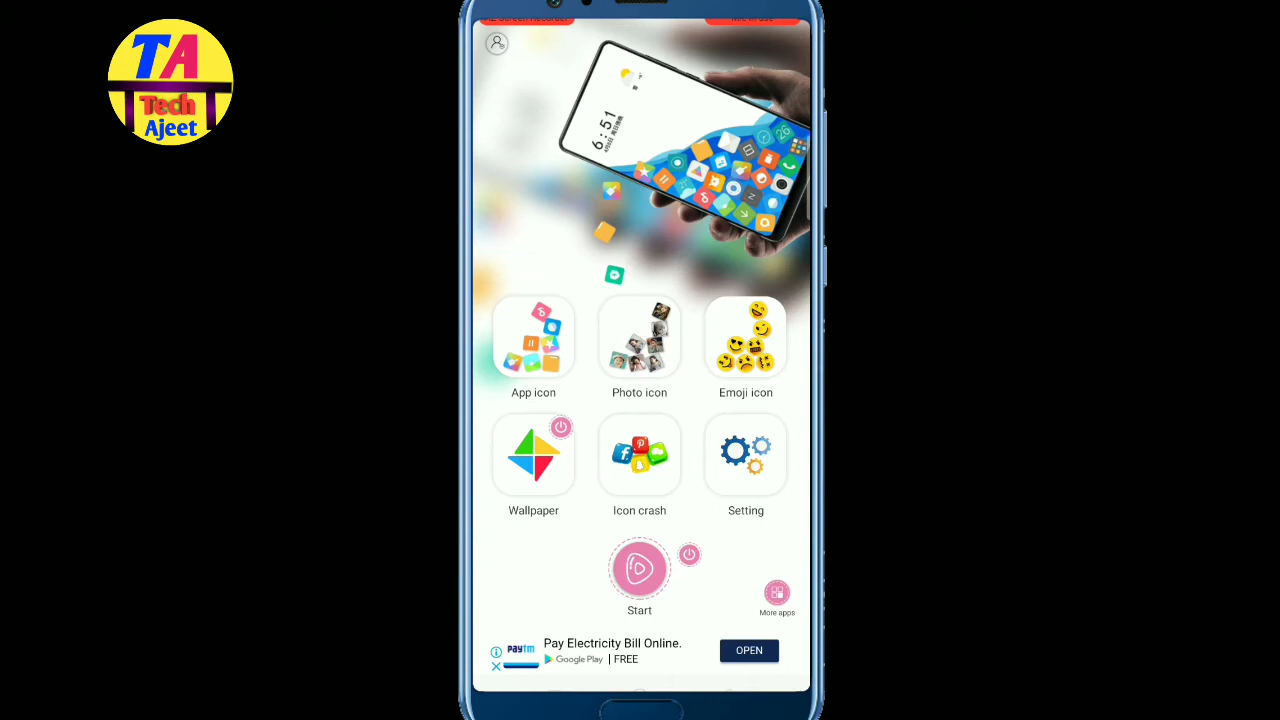 TA
Tech
Ajeet
6:51
26
App icon
Photo icon
Emoji icon
Wallpaper
Icon crash
Setting
Start
More apps
paytm
Pay Electricity Bill Online.
Google Play | FREE
OPEN